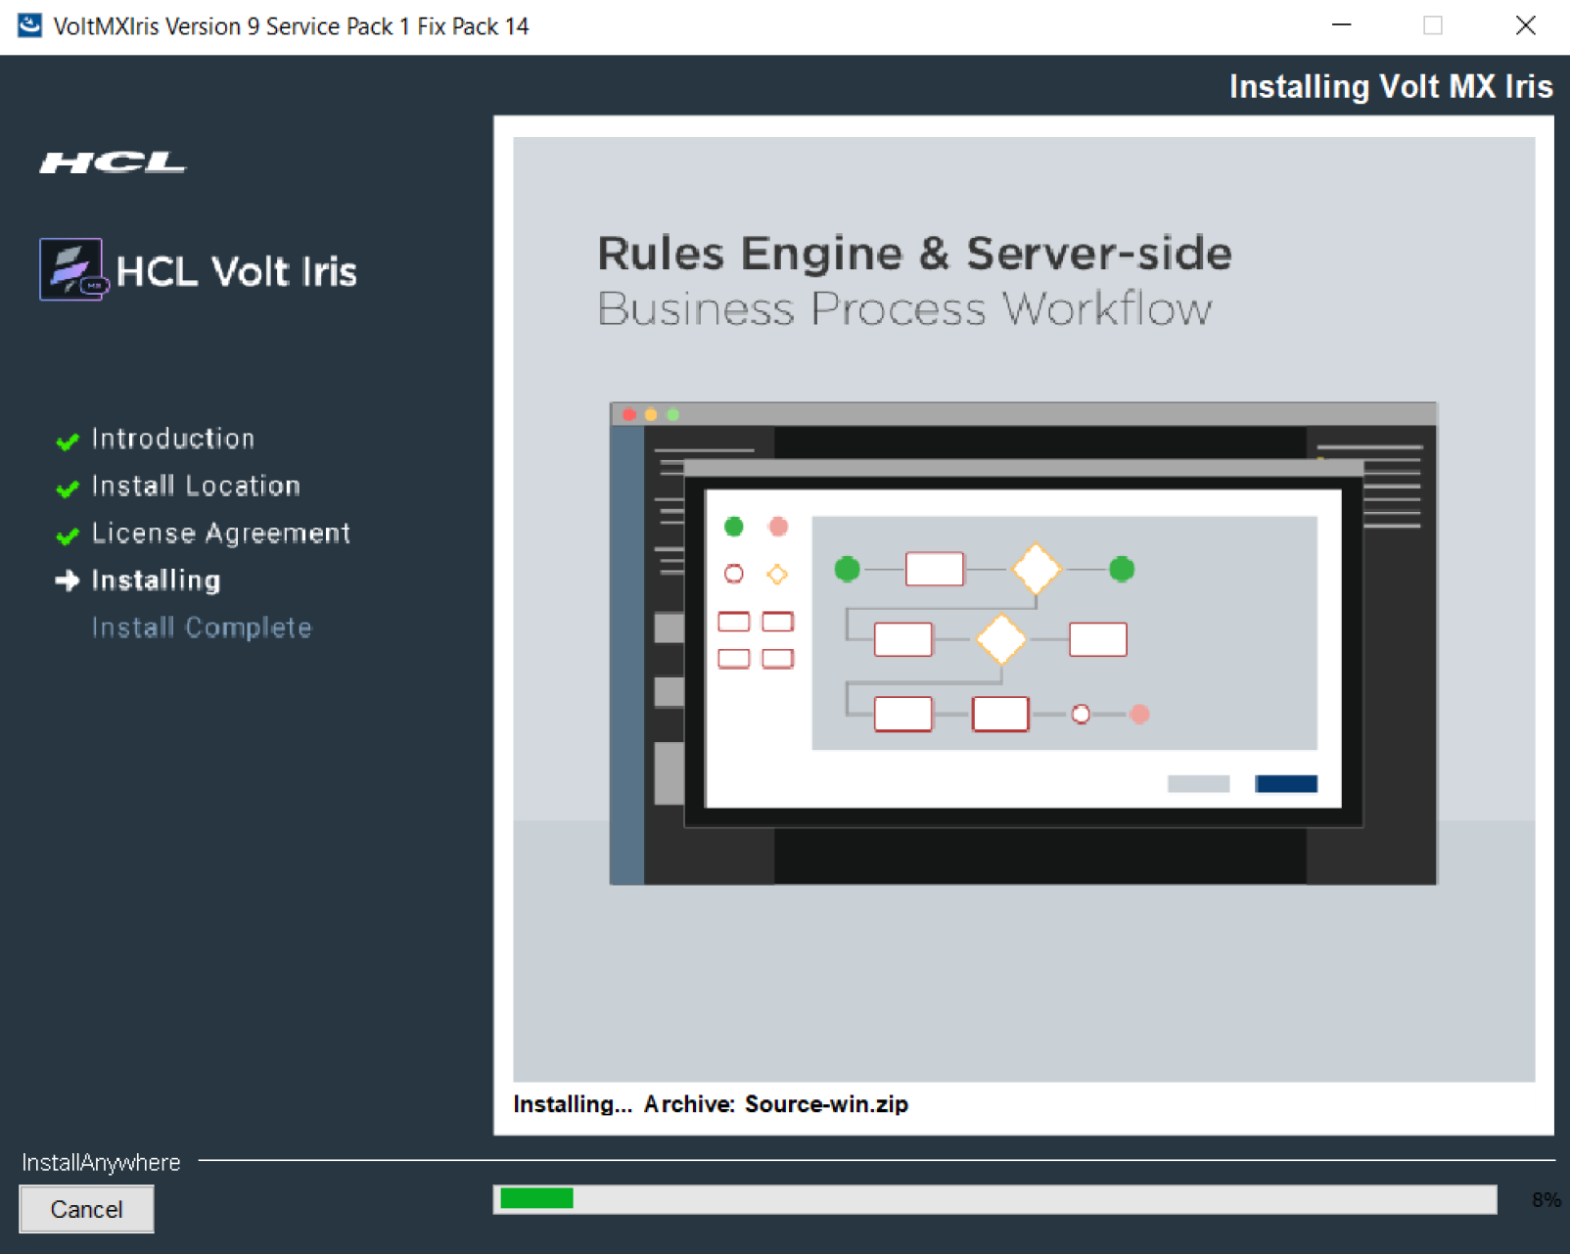 VoltMXIris Version 9 Service Pack 1 Fix Pack 14
Installing Volt MX Iris
HCL
MX
HCL Volt Iris
Introduction
Install Location
License Agreement
Installing
Install Complete
Rules Engine & Server-side
Business Process Workflow
Installing... Archive: Source-win.zip
InstallAnywhere
Cancel
8%